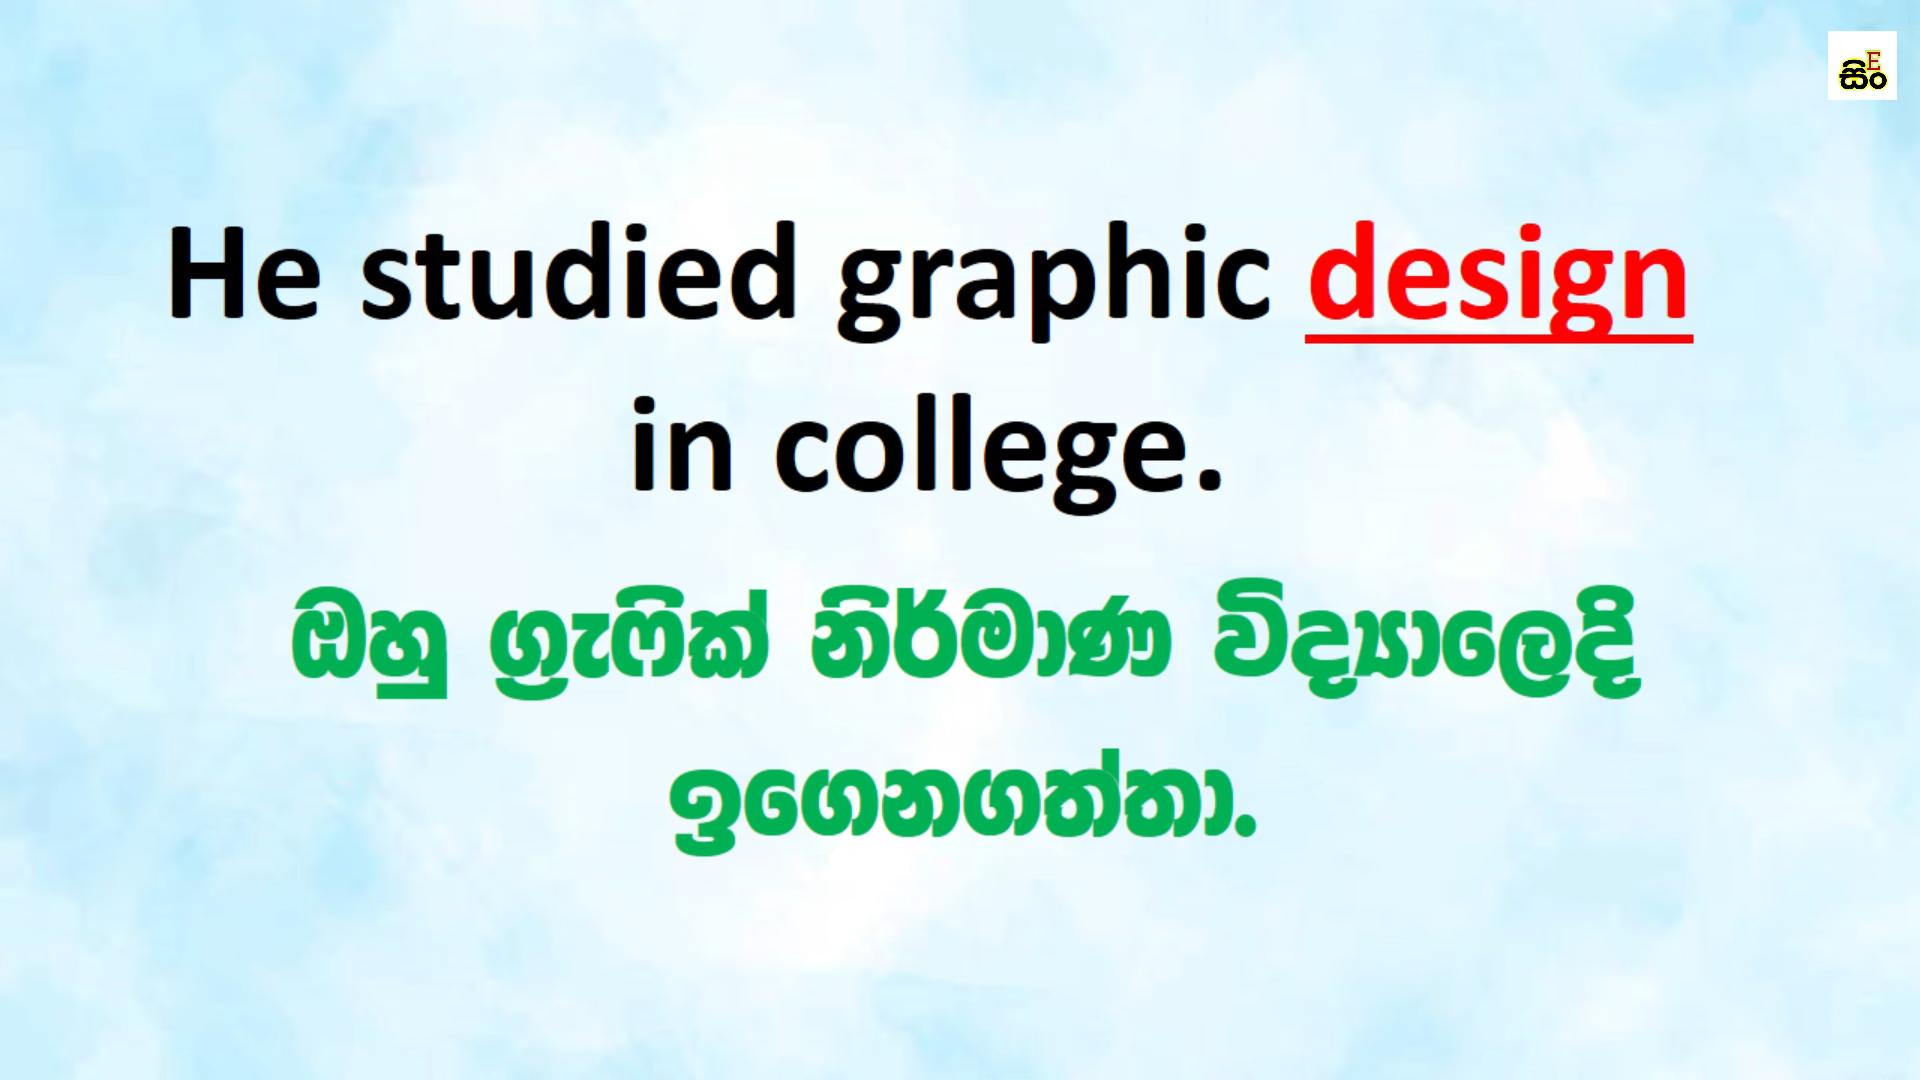 සිං
E
He studied graphic design
in college.
ඔහු ග්‍රැෆික් නිර්මාණ විද්‍යාලෙදි
ඉගෙනගත්තා.